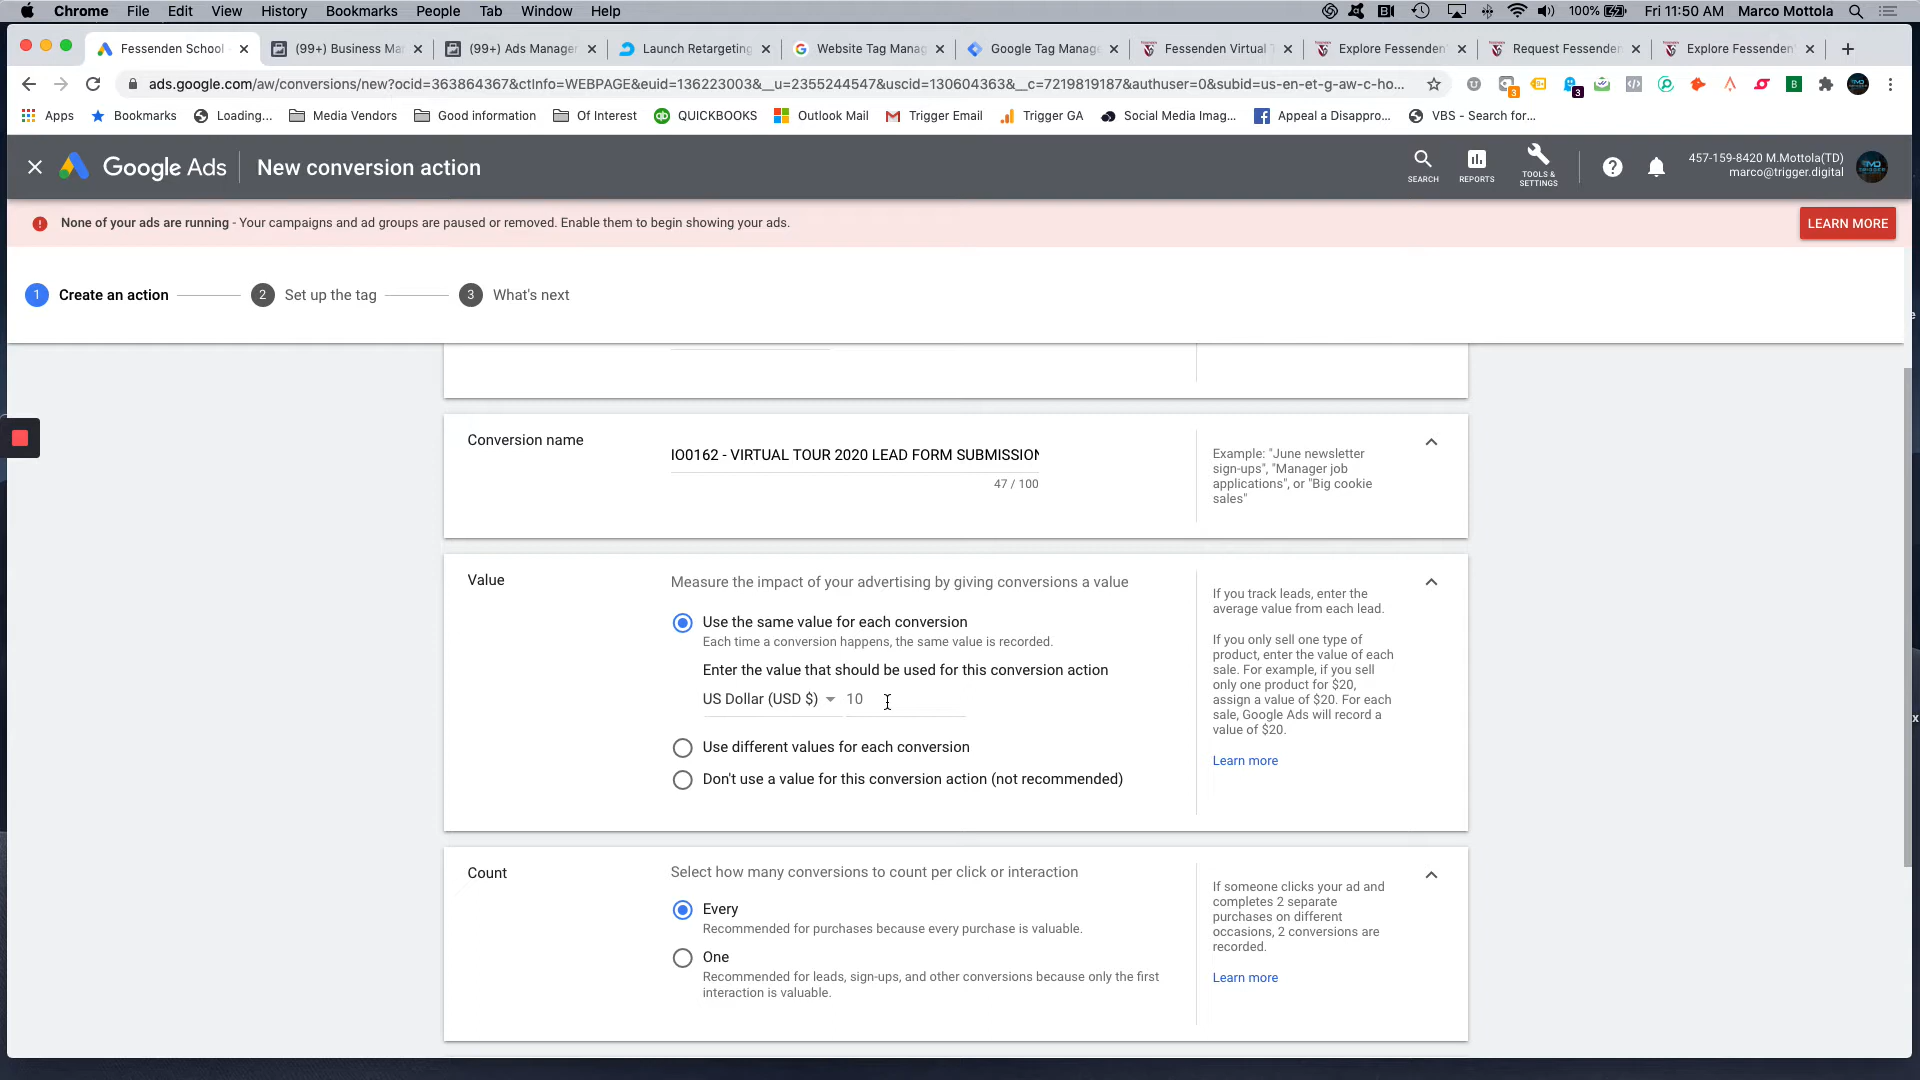 Chrome File Edit View History Bookmarks People Tab Window Help 100% Fri 11:50 AM Marco Mottola
Fessenden School - (99+) Business Ma (99+) Ads Manager Launch Retargeting Website Tag Manag Google Tag Manage Fessenden Virtual T Explore Fessenden' Request Fessenden Explore Fessenden'
ads.google.com/aw/conversions/new?ocid=363864367&ctInfo=WEBPAGE&euid=136223003&__u=2355244547&uscid=130604363&__c=7219819187&authuser=0&subid=us-en-et-g-aw-c-ho...
Apps Bookmarks Loading... Media Vendors Good information Of Interest QUICKBOOKS Outlook Mail Trigger Email Trigger GA Social Media Imag... Appeal a Disappro... VBS - Search for...
Google Ads New conversion action
SEARCH REPORTS TOOLS & SETTINGS
457-159-8420 M.Mottola(TD)
marco@trigger.digital
None of your ads are running - Your campaigns and ad groups are paused or removed. Enable them to begin showing your ads.
LEARN MORE
1 Create an action 2 Set up the tag 3 What's next
Conversion name
IO0162 - VIRTUAL TOUR 2020 LEAD FORM SUBMISSION
47 / 100
Example: "June newsletter
sign-ups", "Manager job
applications", or "Big cookie
sales"
Value
Measure the impact of your advertising by giving conversions a value
Use the same value for each conversion
Each time a conversion happens, the same value is recorded.
Enter the value that should be used for this conversion action
US Dollar (USD $) 10
Use different values for each conversion
Don't use a value for this conversion action (not recommended)
If you track leads, enter the
average value from each lead.
If you only sell one type of
product, enter the value of each
sale. For example, if you sell
only one product for $20,
assign a value of $20. For each
sale, Google Ads will record a
value of $20.
Learn more
Count
Select how many conversions to count per click or interaction
Every
Recommended for purchases because every purchase is valuable.
One
Recommended for leads, sign-ups, and other conversions because only the first
interaction is valuable.
If someone clicks your ad and
completes 2 separate
purchases on different
occasions, 2 conversions are
recorded.
Learn more